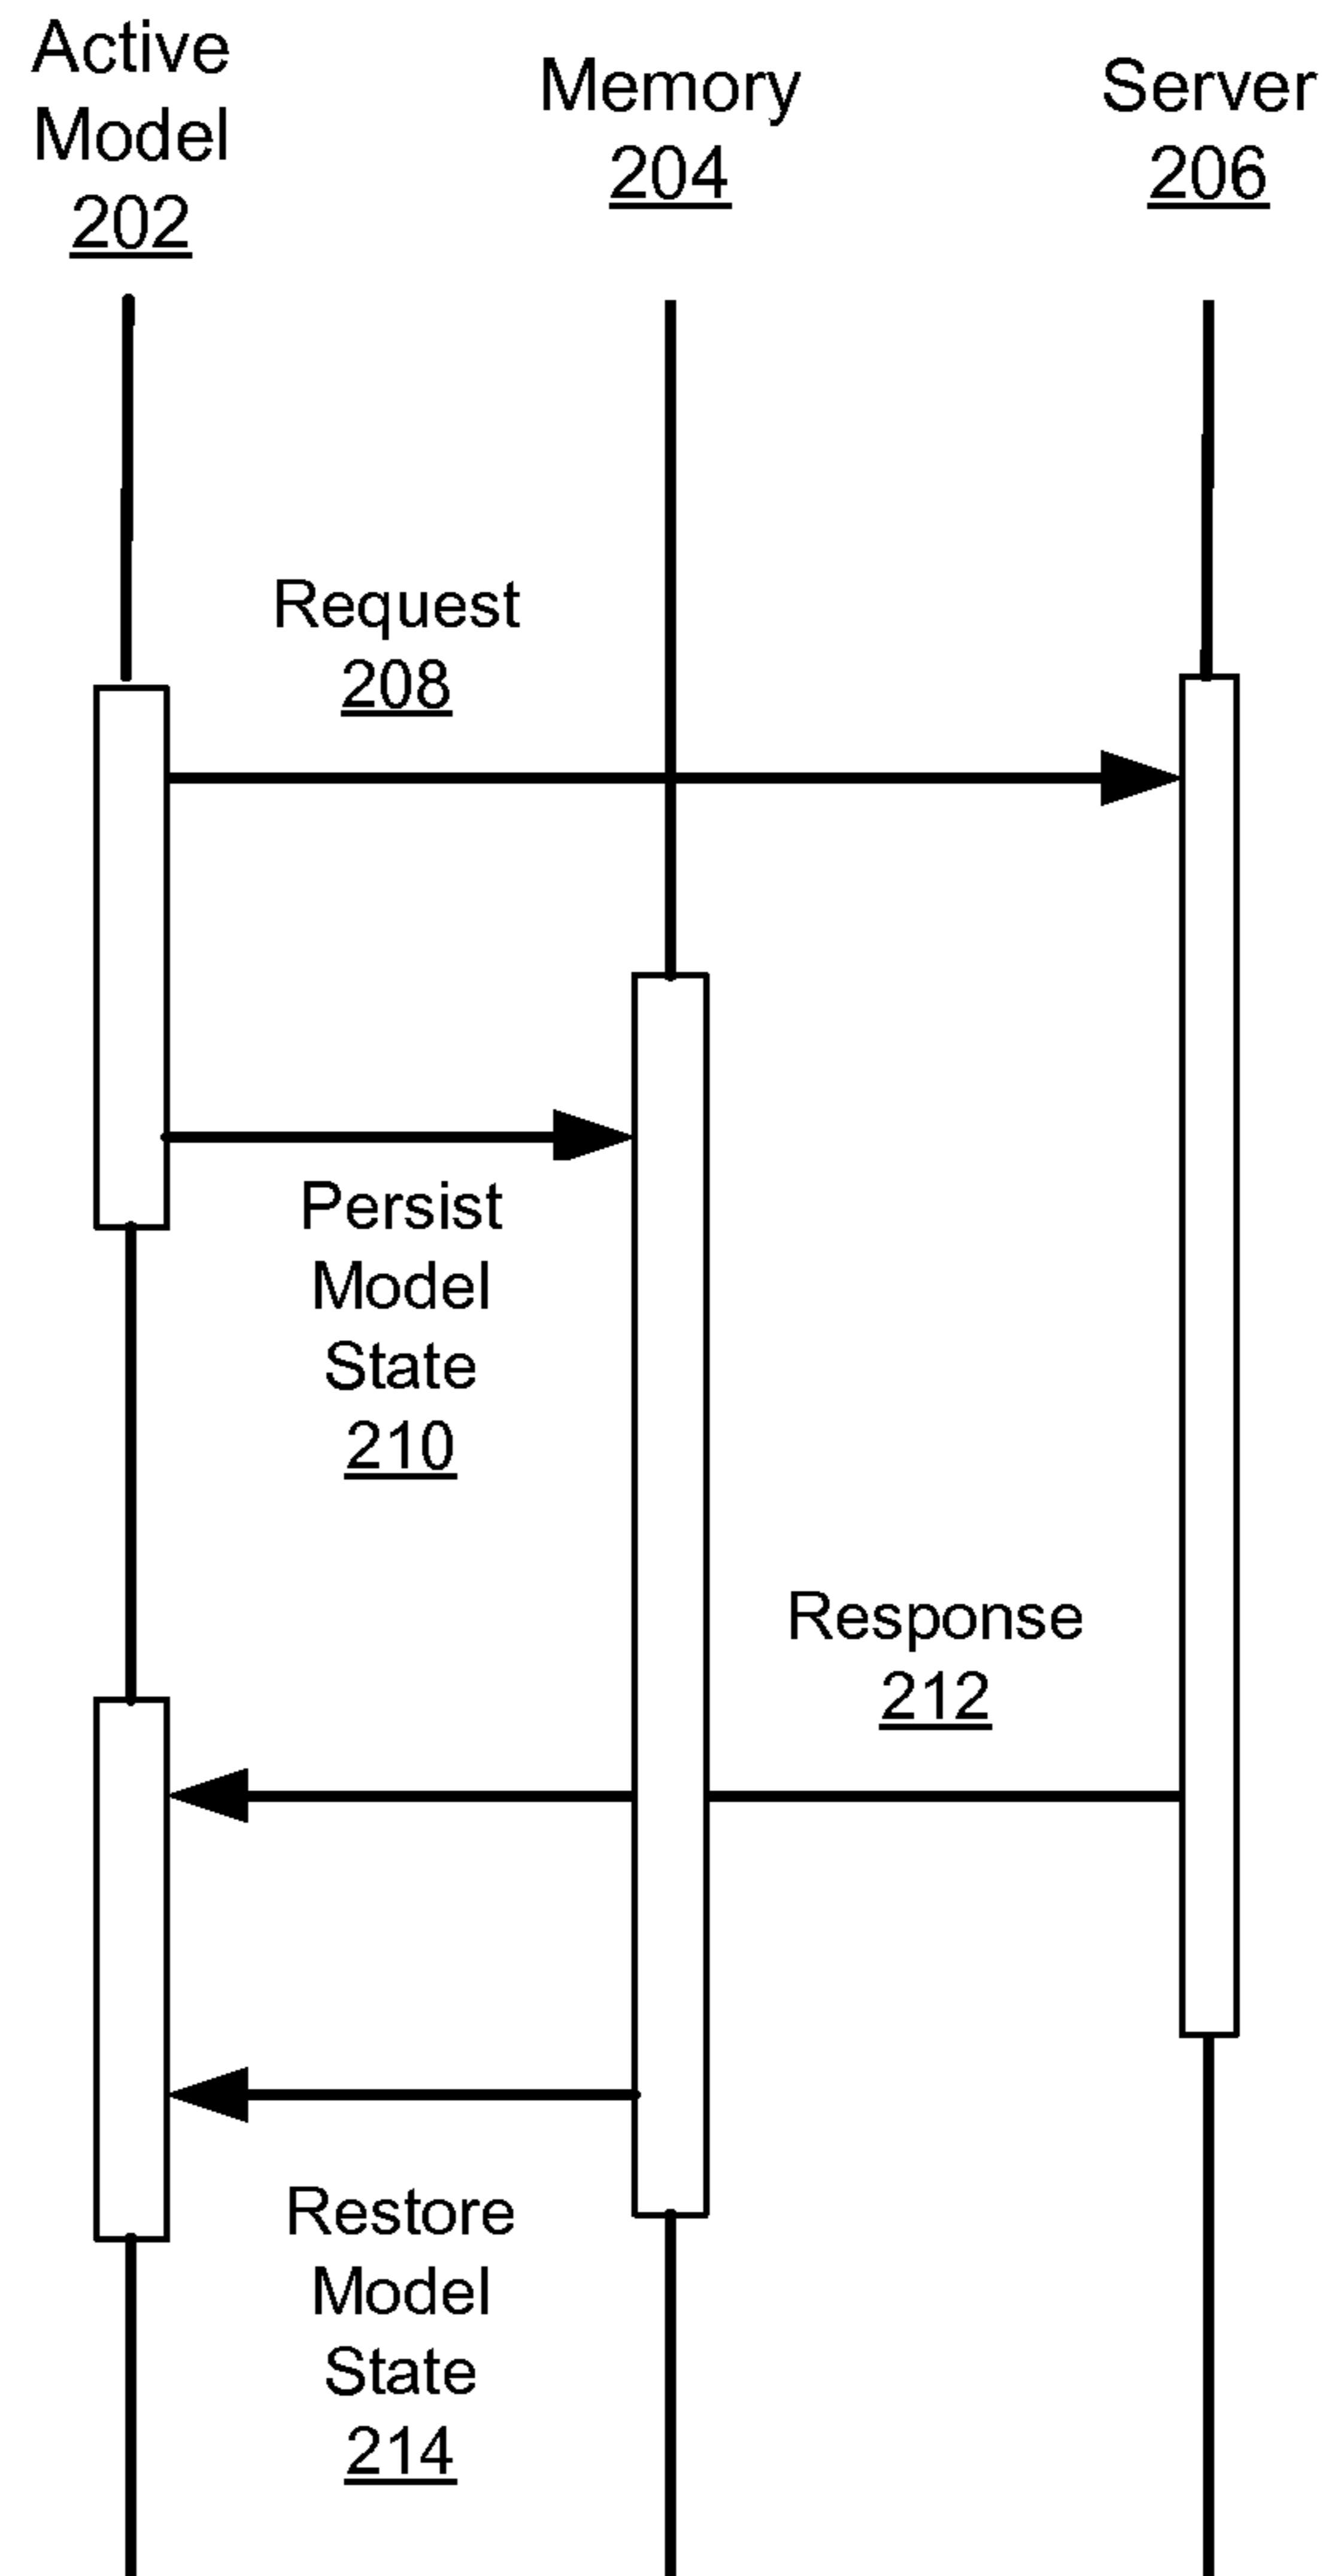 Active
Model
202
Memory
204
Server
206
Request
208
Persist
Model
State
210
Response
212
Restore
Model
State
214